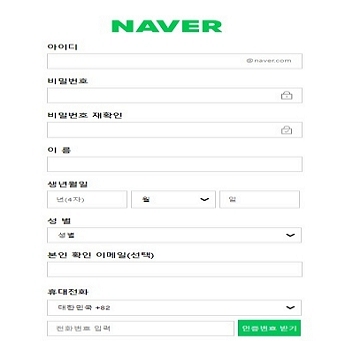 NAVER
아이디
@naver.com
비밀번호
비밀번호 재확인
이 름
생년월일
년(4자) 월 일
성 별
성별
본인 확인 이메일(선택)
휴대전화
대한민국 +82
전화번호 입력 인증번호 받기